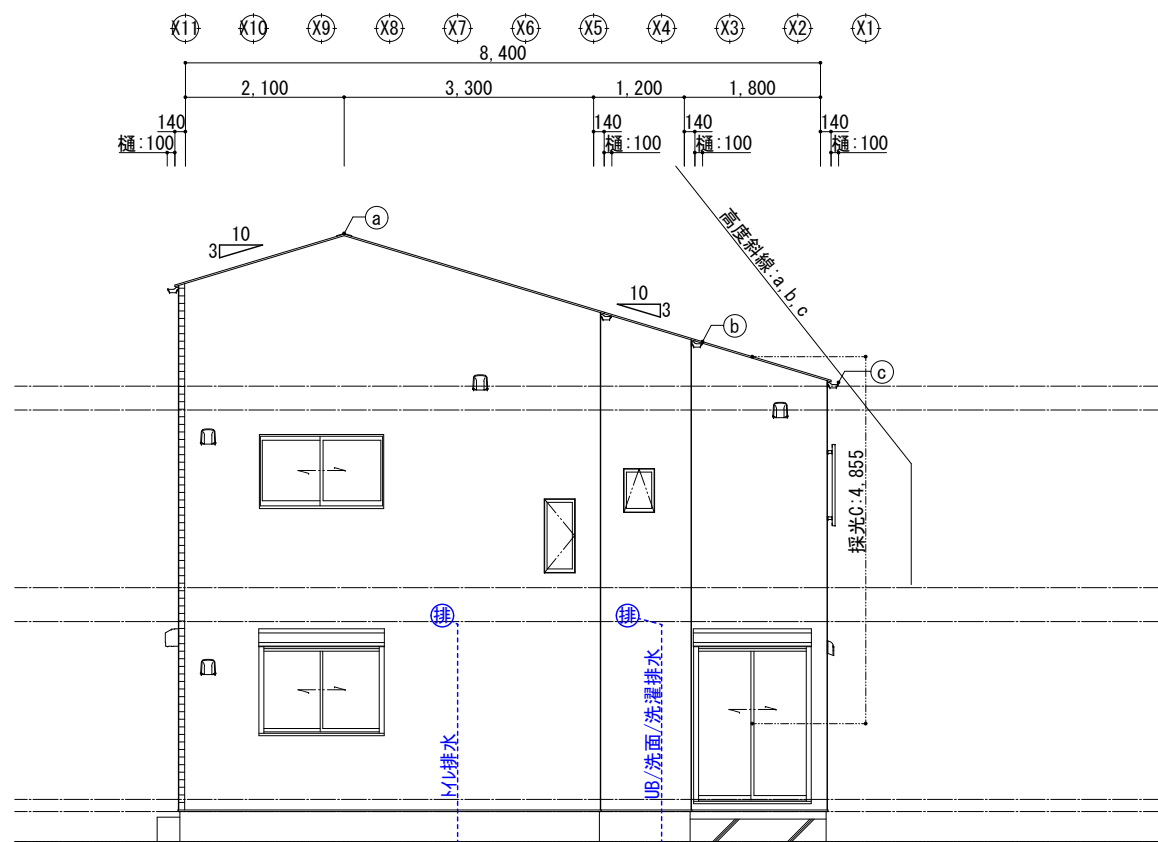 X11 X10 X9 X8 X7 X6 X5 X4 X3 X2 X1
8,400
2,100 3,300 1,200 1,800
140 140 140 140
樋:100 樋:100 樋:100 樋:100
a
10
3
高度斜線:a,b,c
10
3
b
c
採光C:4,855
排 排
トイレ排水
UB/洗面/洗濯排水